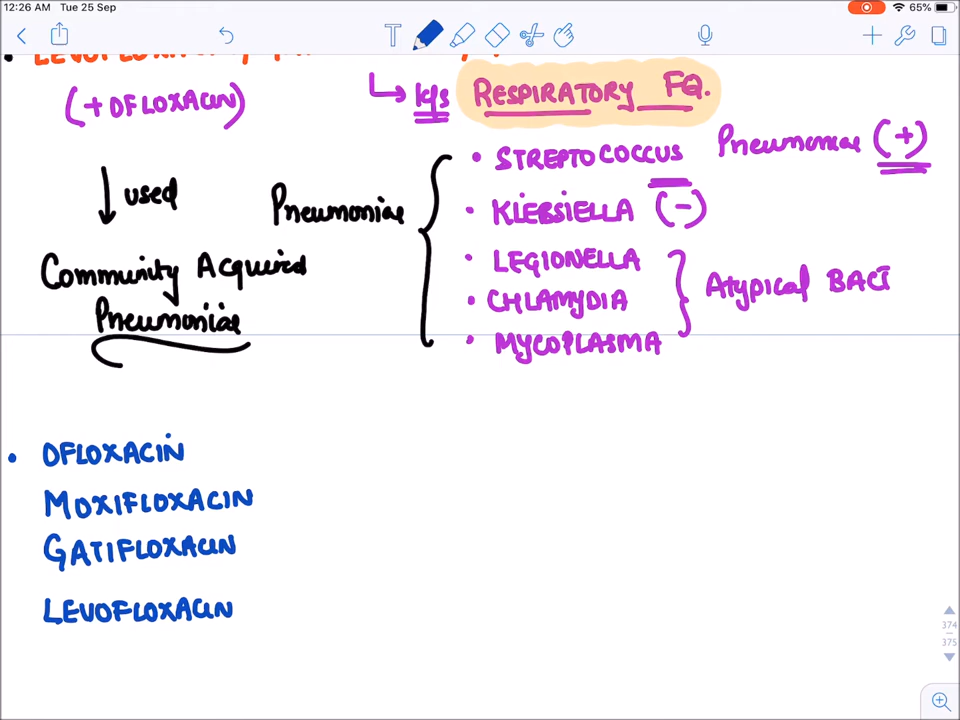 12:26 AM Tue 25 Sep
65%
T
• LEVOFLOXACIN
(+ OFLOXACIN)
↳ K/s RESPIRATORY FQ.
↓ used
Community Acquired
Pneumoniae
Pneumoniae
• STREPTOCOCCUS Pneumoniae (+)
• KLEBSIELLA (-)
• LEGIONELLA
• CHLAMYDIA
• MYCOPLASMA
Atypical BACT
• OFLOXACIN
MOXIFLOXACIN
GATIFLOXACIN
LEVOFLOXACIN
374
375